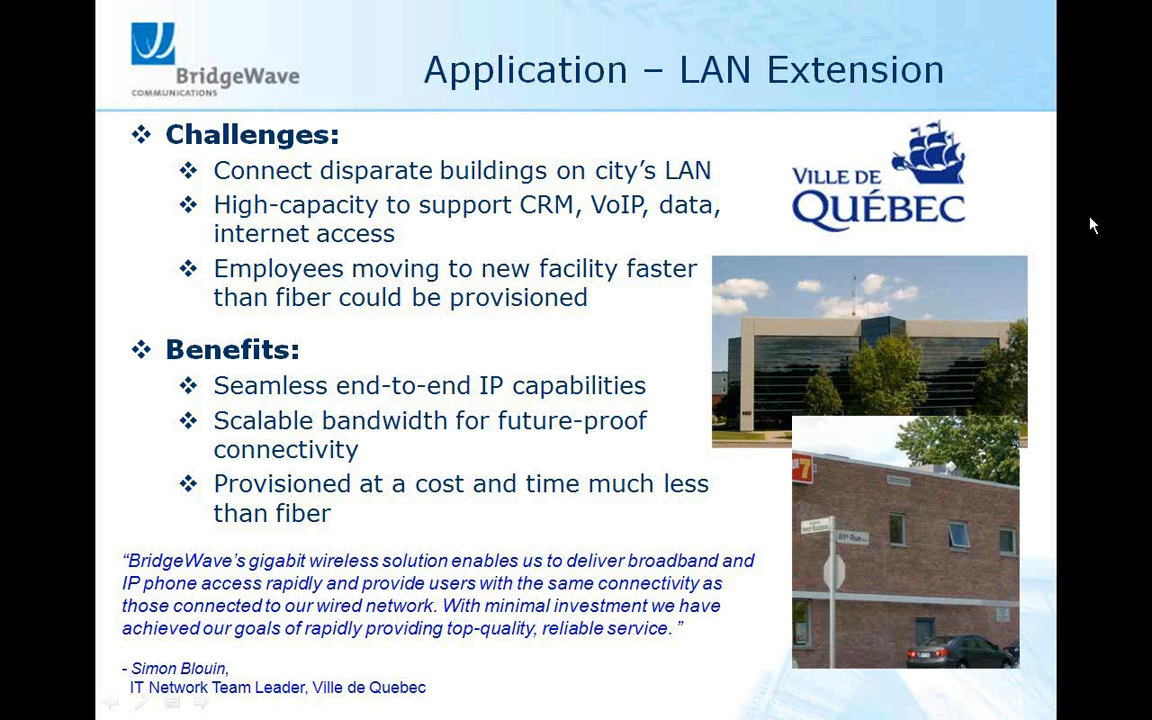 BridgeWave
COMMUNICATIONS
Application – LAN Extension
Challenges:
Connect disparate buildings on city's LAN
High-capacity to support CRM, VoIP, data,
internet access
Employees moving to new facility faster
than fiber could be provisioned
Benefits:
Seamless end-to-end IP capabilities
Scalable bandwidth for future-proof
connectivity
Provisioned at a cost and time much less
than fiber
“BridgeWave’s gigabit wireless solution enables us to deliver broadband and
IP phone access rapidly and provide users with the same connectivity as
those connected to our wired network. With minimal investment we have
achieved our goals of rapidly providing top-quality, reliable service. ”
- Simon Blouin,
IT Network Team Leader, Ville de Quebec
VILLE DE
QUÉBEC
7